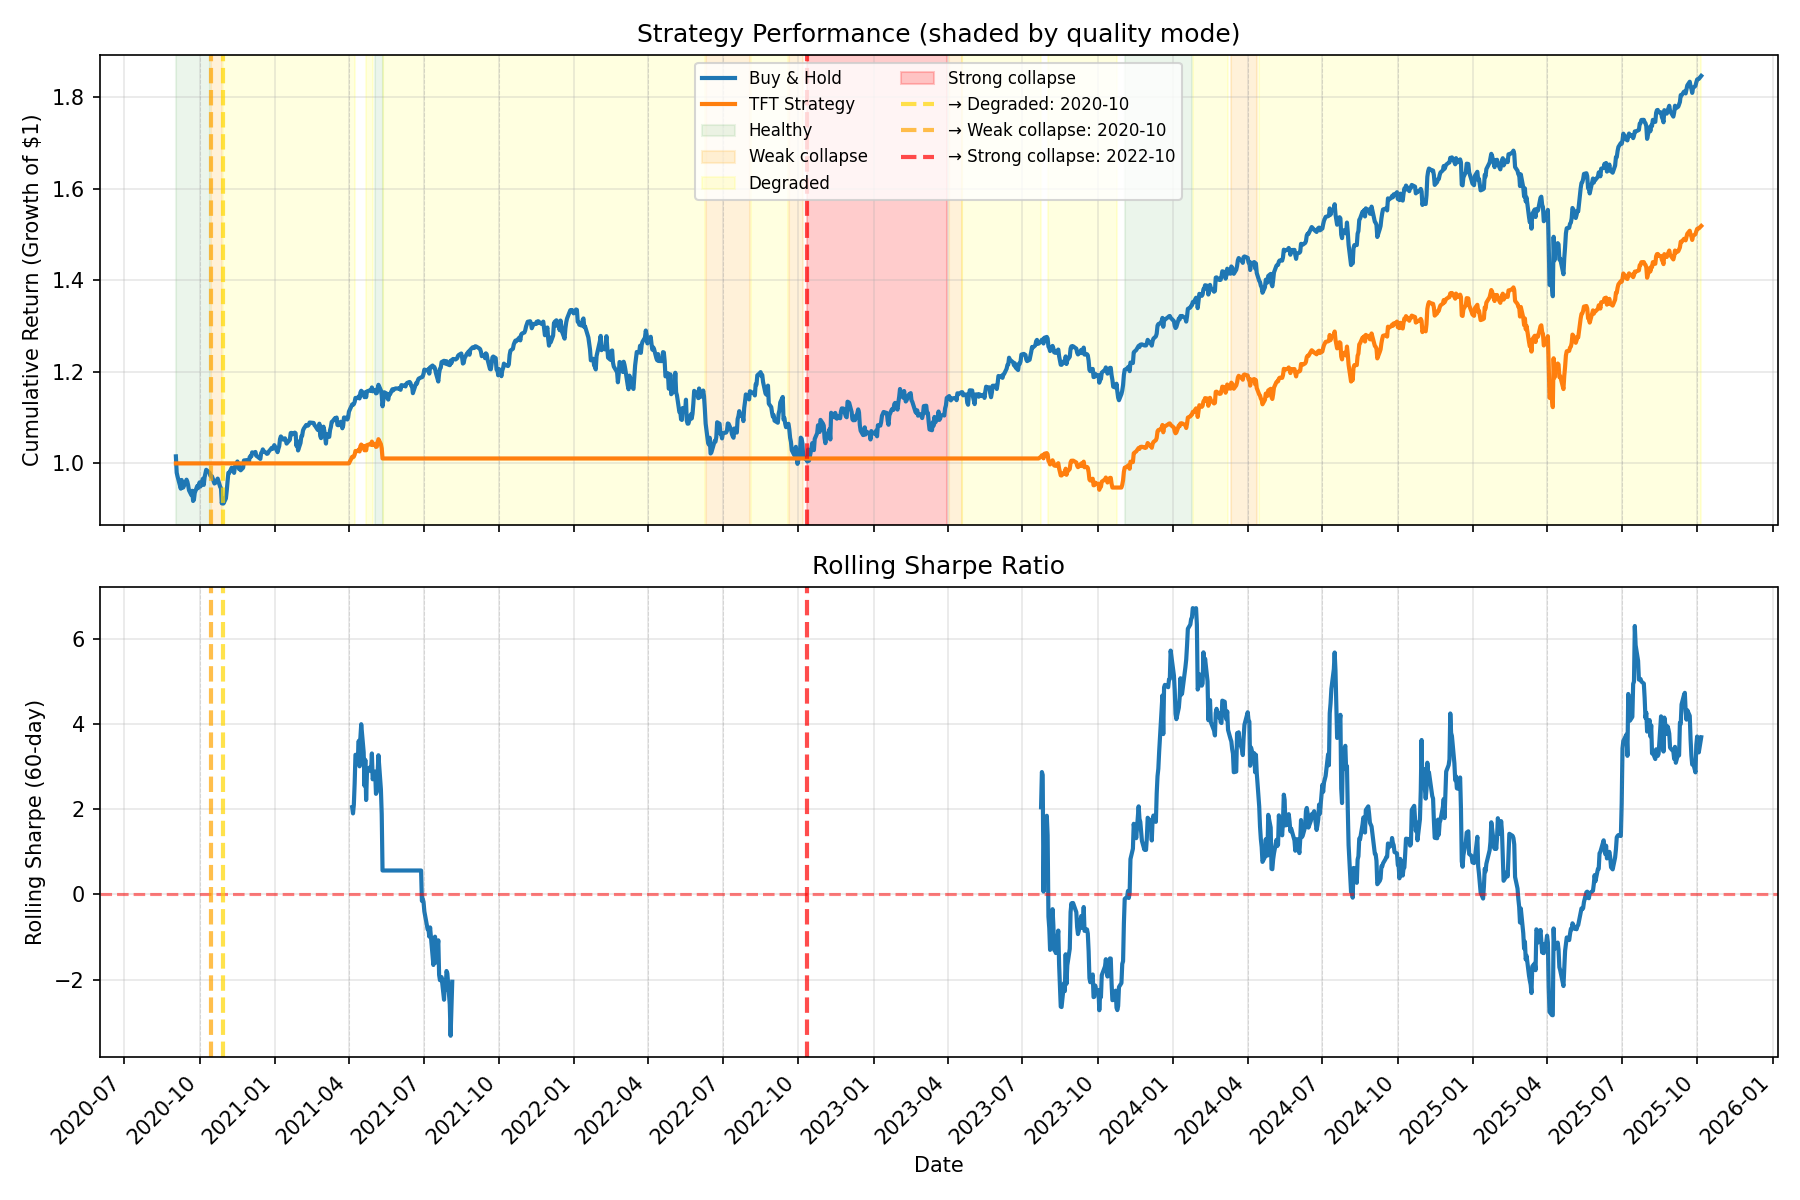 Strategy Performance (shaded by quality mode)
Cumulative Return (Growth of $1)
1.8
1.6
1.4
1.2
1.0
Buy & Hold
TFT Strategy
Healthy
Weak collapse
Degraded
Strong collapse
→ Degraded: 2020-10
→ Weak collapse: 2020-10
→ Strong collapse: 2022-10
Rolling Sharpe Ratio
Rolling Sharpe (60-day)
6
4
2
0
−2
2020-07
2020-10
2021-01
2021-04
2021-07
2021-10
2022-01
2022-04
2022-07
2022-10
2023-01
2023-04
2023-07
2023-10
2024-01
2024-04
2024-07
2024-10
2025-01
2025-04
2025-07
2025-10
2026-01
Date